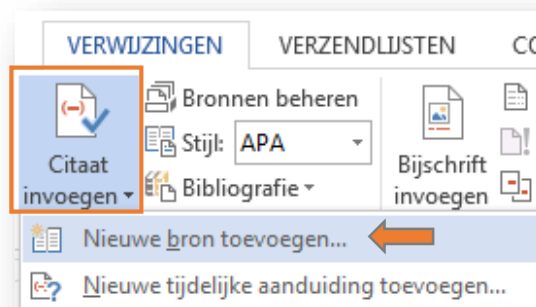 VERWIJZINGEN VERZENDLIJSTEN
Citaat invoegen
Bronnen beheren
Stijl: APA
Bibliografie
Bijschrift invoegen
Nieuwe bron toevoegen...
Nieuwe tijdelijke aanduiding toevoegen...